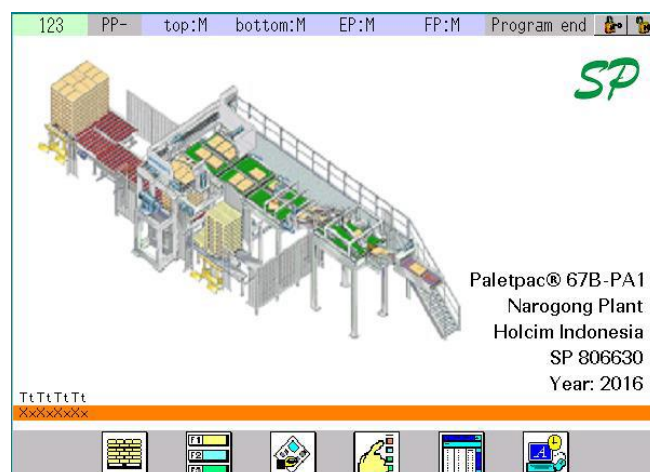 123 PP- top:M bottom:M EP:M FP:M Program end
SP
Paletpac® 67B-PA1
Narogong Plant
Holcim Indonesia
SP 806630
Year: 2016
TtTtTtTt
XxXxXxXx
F1
F2
F3
A